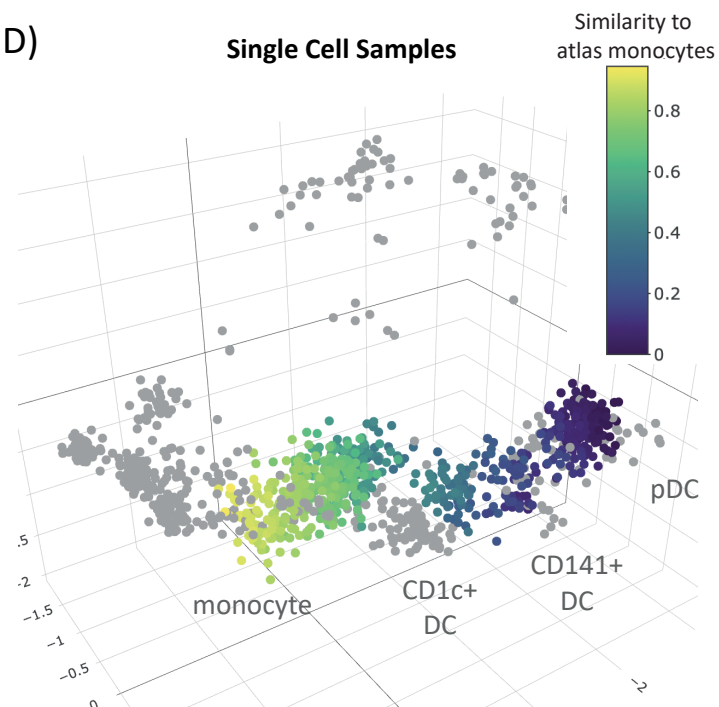 D)
Single Cell Samples
Similarity to
atlas monocytes
0.8
0.6
0.4
0.2
0
pDC
CD141+
DC
CD1c+
DC
monocyte
.5
-2
−1.5
−1
−0.5
0
−2